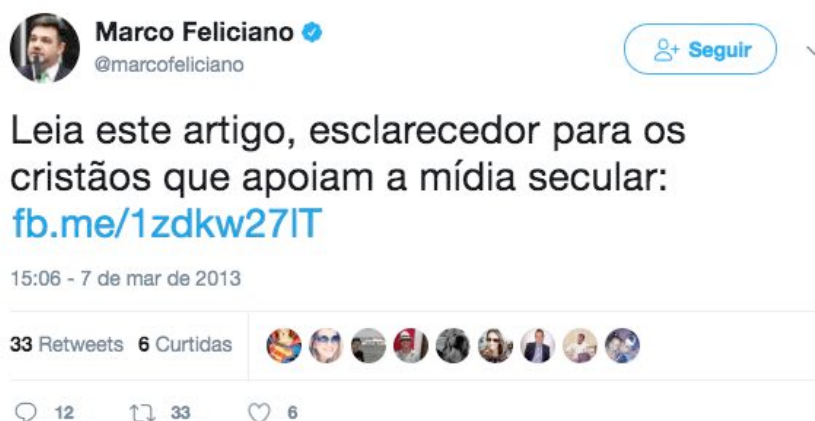 Marco Feliciano
@marcofeliciano
Seguir
Leia este artigo, esclarecedor para os
cristãos que apoiam a mídia secular:
fb.me/1zdkw27lT
15:06 - 7 de mar de 2013
33 Retweets 6 Curtidas
12 33 6